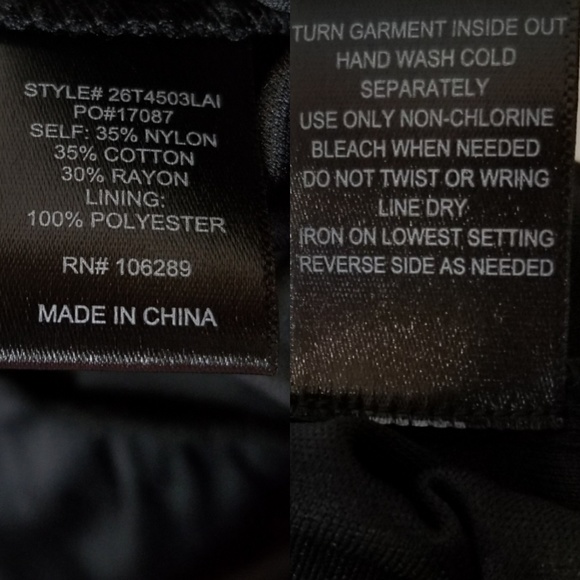 STYLE# 26T4503LAI
PO#17087
SELF: 35% NYLON
35% COTTON
30% RAYON
LINING:
100% POLYESTER
RN# 106289
MADE IN CHINA
TURN GARMENT INSIDE OUT
HAND WASH COLD
SEPARATELY
USE ONLY NON-CHLORINE
BLEACH WHEN NEEDED
DO NOT TWIST OR WRING
LINE DRY
IRON ON LOWEST SETTING
REVERSE SIDE AS NEEDED